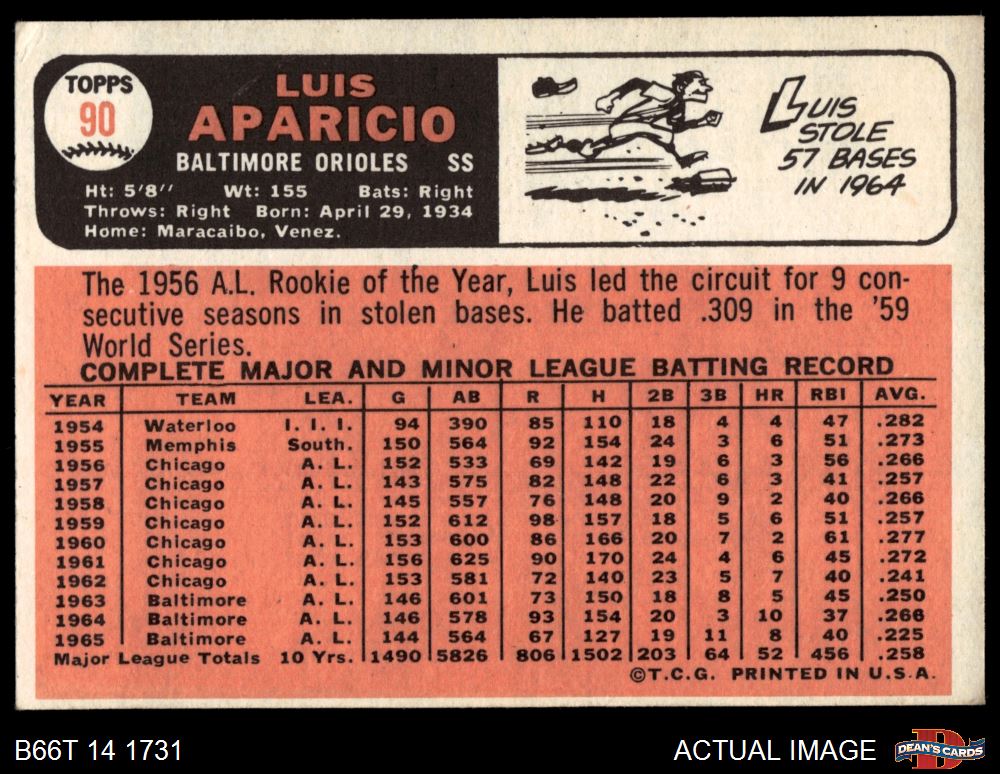 TOPPS
90
LUIS
APARICIO
BALTIMORE ORIOLES SS
Ht: 5'8" Wt: 155 Bats: Right
Throws: Right Born: April 29, 1934
Home: Maracaibo, Venez.
LUIS
STOLE
57 BASES
IN 1964
The 1956 A.L. Rookie of the Year, Luis led the circuit for 9 con-
secutive seasons in stolen bases. He batted .309 in the '59
World Series.
COMPLETE MAJOR AND MINOR LEAGUE BATTING RECORD
YEAR TEAM LEA. G AB R H 2B 3B HR RBI AVG.
1954 Waterloo I. I. I. 94 390 85 110 18 4 4 47 .282
1955 Memphis South. 150 564 92 154 24 3 6 51 .273
1956 Chicago A. L. 152 533 69 142 19 6 3 56 .266
1957 Chicago A. L. 143 575 82 148 22 6 3 41 .257
1958 Chicago A. L. 145 557 76 148 20 9 2 40 .266
1959 Chicago A. L. 152 612 98 157 18 5 6 51 .257
1960 Chicago A. L. 153 600 86 166 20 7 2 61 .277
1961 Chicago A. L. 156 625 90 170 24 4 6 45 .272
1962 Chicago A. L. 153 581 72 140 23 5 7 40 .241
1963 Baltimore A. L. 146 601 73 150 18 8 5 45 .250
1964 Baltimore A. L. 146 578 93 154 20 3 10 37 .266
1965 Baltimore A. L. 144 564 67 127 19 11 8 40 .225
Major League Totals 10 Yrs. 1490 5826 806 1502 203 64 52 456 .258
©T.C.G. PRINTED IN U.S.A.
B66T 14 1731 ACTUAL IMAGE DEAN'S CARDS